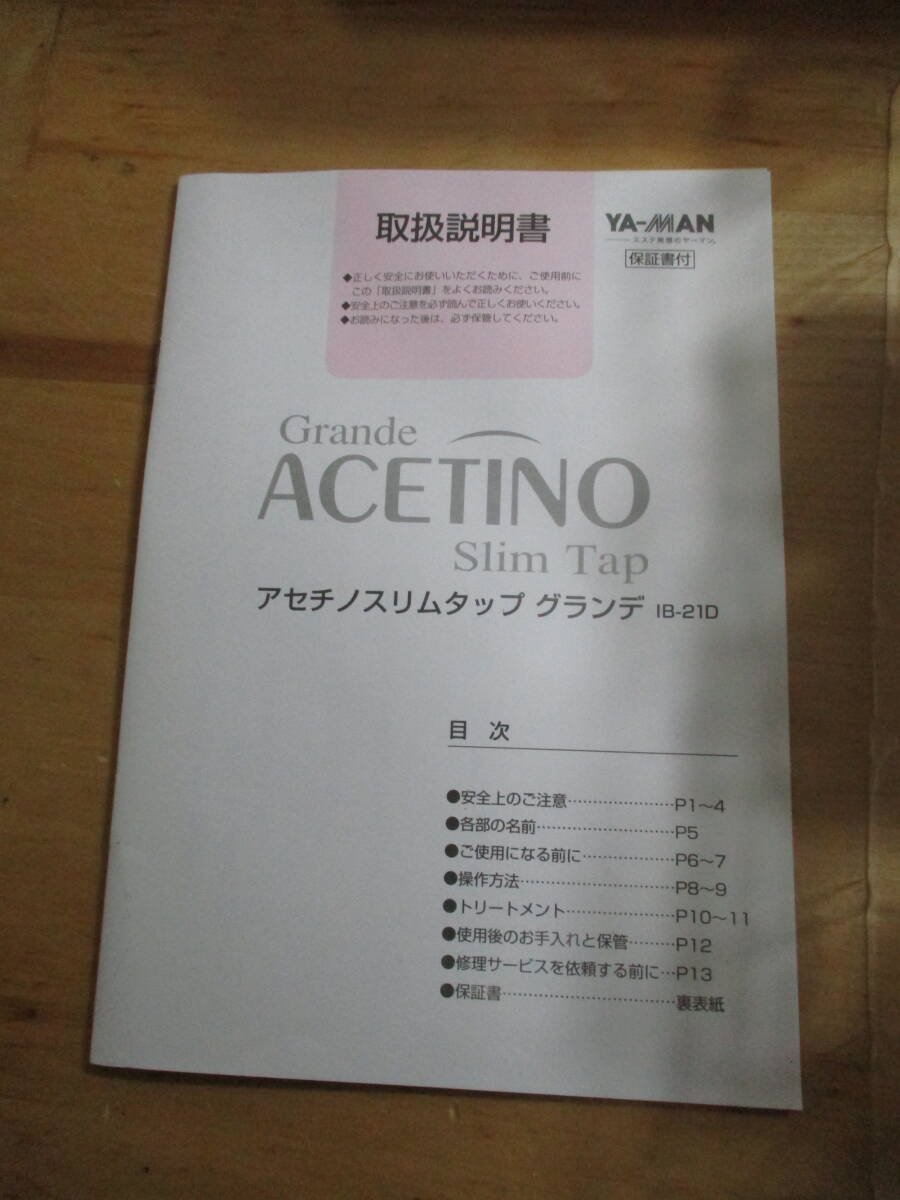 取扱説明書
YA-MAN
エステ発想のヤーマン。
保証書付
◆正しく安全にお使いいただくために、ご使用前に
この「取扱説明書」をよくお読みください。
◆安全上のご注意を必ず読んで正しくお使いください。
◆お読みになった後は、必ず保管してください。
Grande
ACETINO
Slim Tap
アセチノスリムタップ グランデ IB-21D
目 次
●安全上のご注意…………………P1～4
●各部の名前………………………P5
●ご使用になる前に………………P6～7
●操作方法…………………………P8～9
●トリートメント…………………P10～11
●使用後のお手入れと保管………P12
●修理サービスを依頼する前に…P13
●保証書……………………………裏表紙